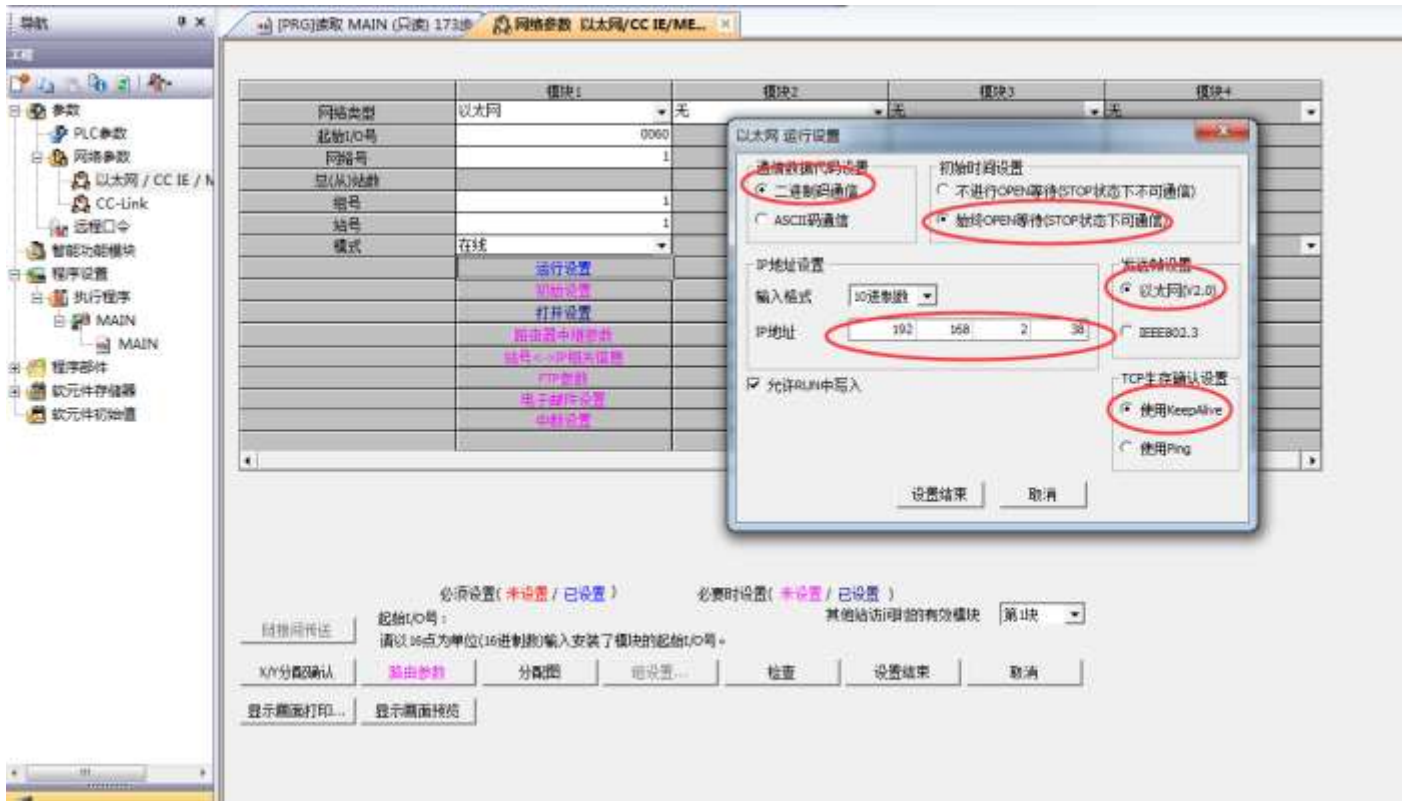 导航
[PRG]读取 MAIN (只读) 173步
网络参数 以太网/CC IE/ME...
工程
参数
PLC参数
网络参数
以太网 / CC IE / M
CC-Link
远程口令
智能功能模块
程序设置
执行程序
MAIN
MAIN
程序部件
软元件存储器
软元件初始值
模块1 模块2 模块3 模块4
网络类型 以太网 无 无 无
起始I/O号 0060
网络号 1
总(从)站数
组号 1
站号 1
模式 在线
运行设置
初始设置
打开设置
路由器中继参数
站号<->IP相关信息
FTP参数
电子邮件设置
中断设置
以太网 运行设置
通信数据代码设置
二进制码通信
ASCII码通信
初始时间设置
不进行OPEN等待(STOP状态下不可通信)
始终OPEN等待(STOP状态下可通信)
IP地址设置
输入格式 10进制数
IP地址 192 168 2 38
发送帧设置
以太网(V2.0)
IEEE802.3
允许RUN中写入
TCP生存确认设置
使用KeepAlive
使用Ping
设置结束 取消
必须设置( 未设置 / 已设置 ) 必要时设置( 未设置 / 已设置 )
链接间传送
起始I/O号：
请以16点为单位(16进制数)输入安装了模块的起始I/O号。
其他站访问时的有效模块 第1块
X/Y分配确认 路由参数 分配图 组设置... 检查 设置结束 取消
显示画面打印... 显示画面预览